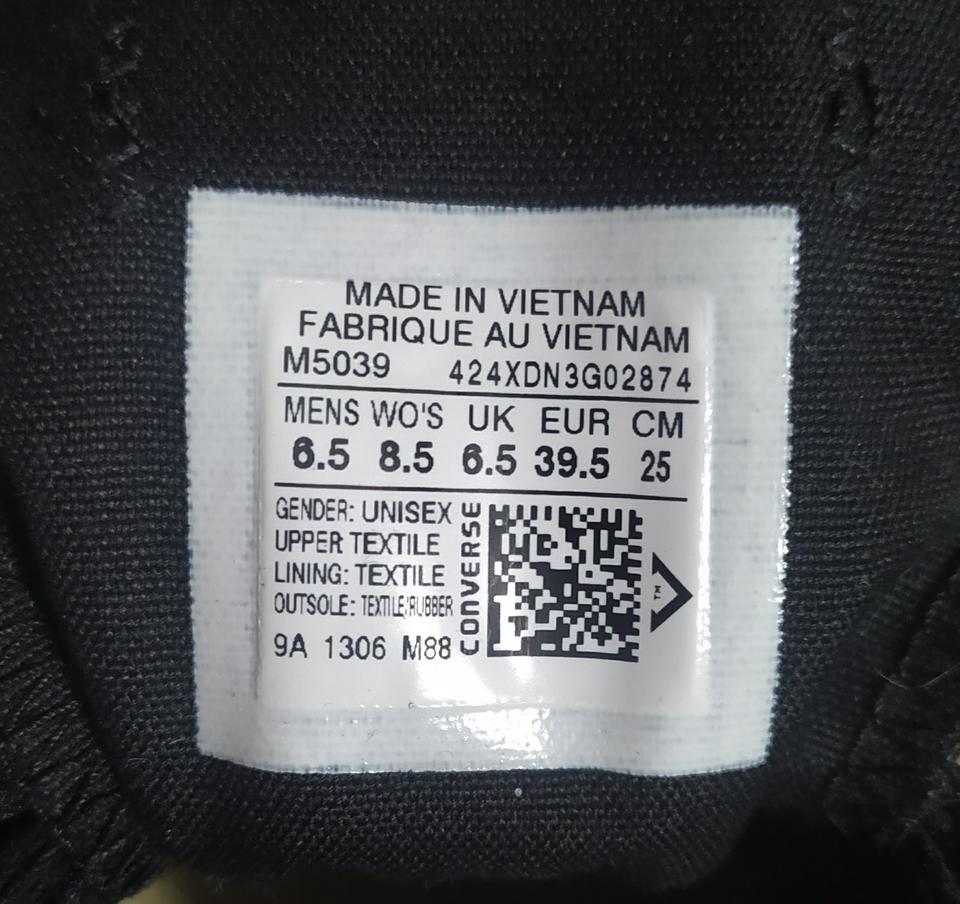 MADE IN VIETNAM
FABRIQUE AU VIETNAM
M5039 424XDN3G02874
MENS WO'S UK EUR CM
6.5 8.5 6.5 39.5 25
GENDER: UNISEX
UPPER TEXTILE
LINING: TEXTILE
OUTSOLE: TEXTILE/RUBBER
9A 1306 M88
CONVERSE
TM